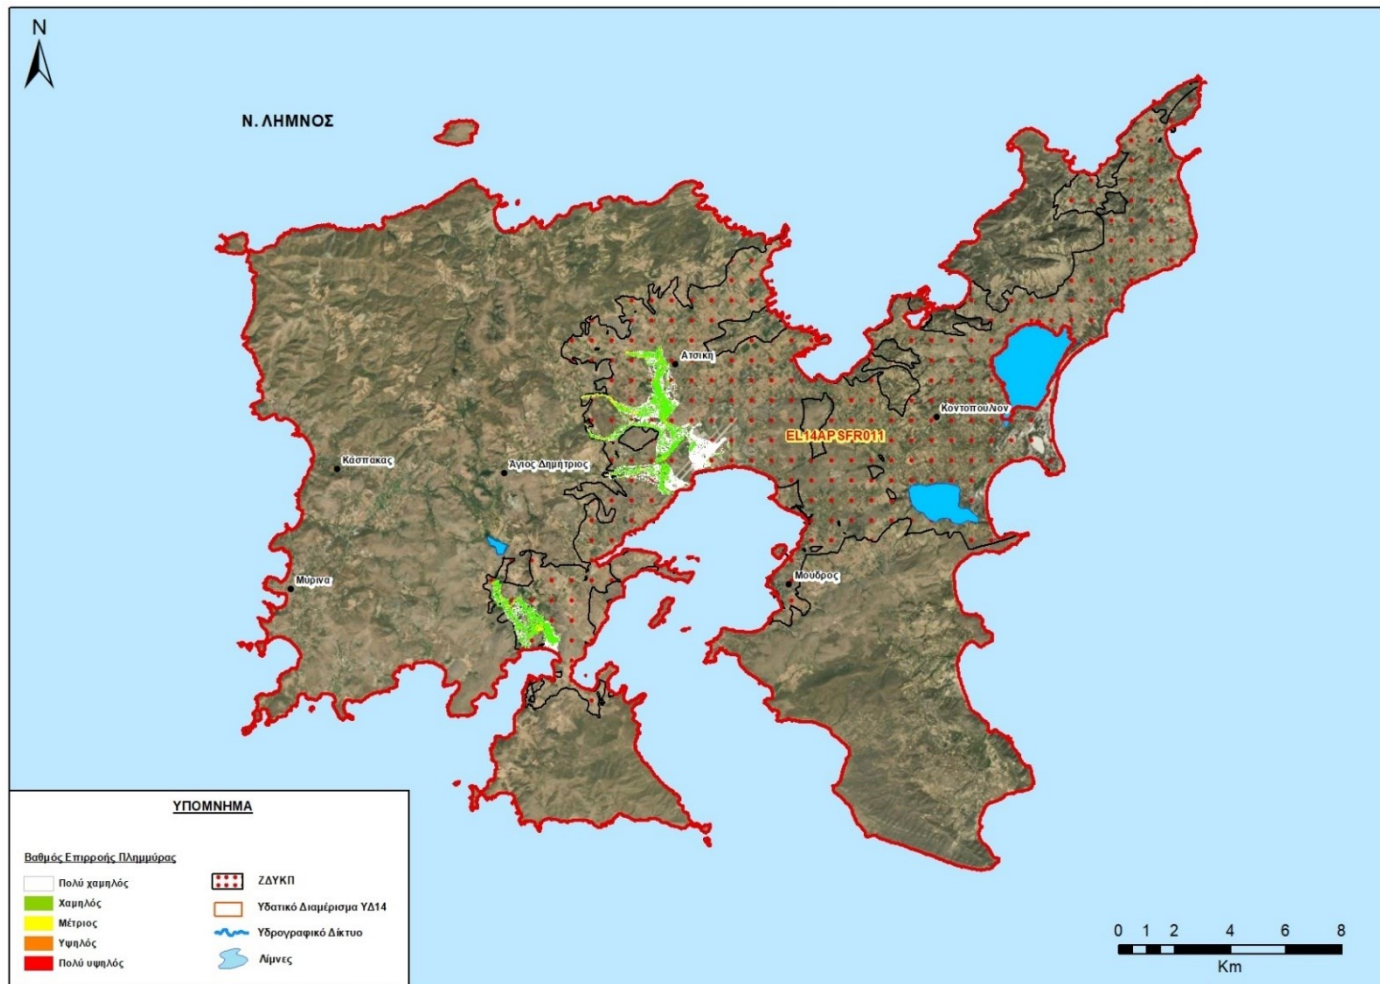 N
Ν. ΛΗΜΝΟΣ
Ατσική
Κοντοπούλιον
EL14APSFR011
Κάσπακας
Άγιος Δημήτριος
Μύρινα
Μούδρος
ΥΠΟΜΝΗΜΑ
Βαθμός Επιρροής Πλημμύρας
Πολύ χαμηλός
Χαμηλός
Μέτριος
Υψηλός
Πολύ υψηλός
ΖΔΥΚΠ
Υδατικό Διαμέρισμα ΥΔ14
Υδρογραφικό Δίκτυο
Λίμνες
0 1 2 4 6 8
Km